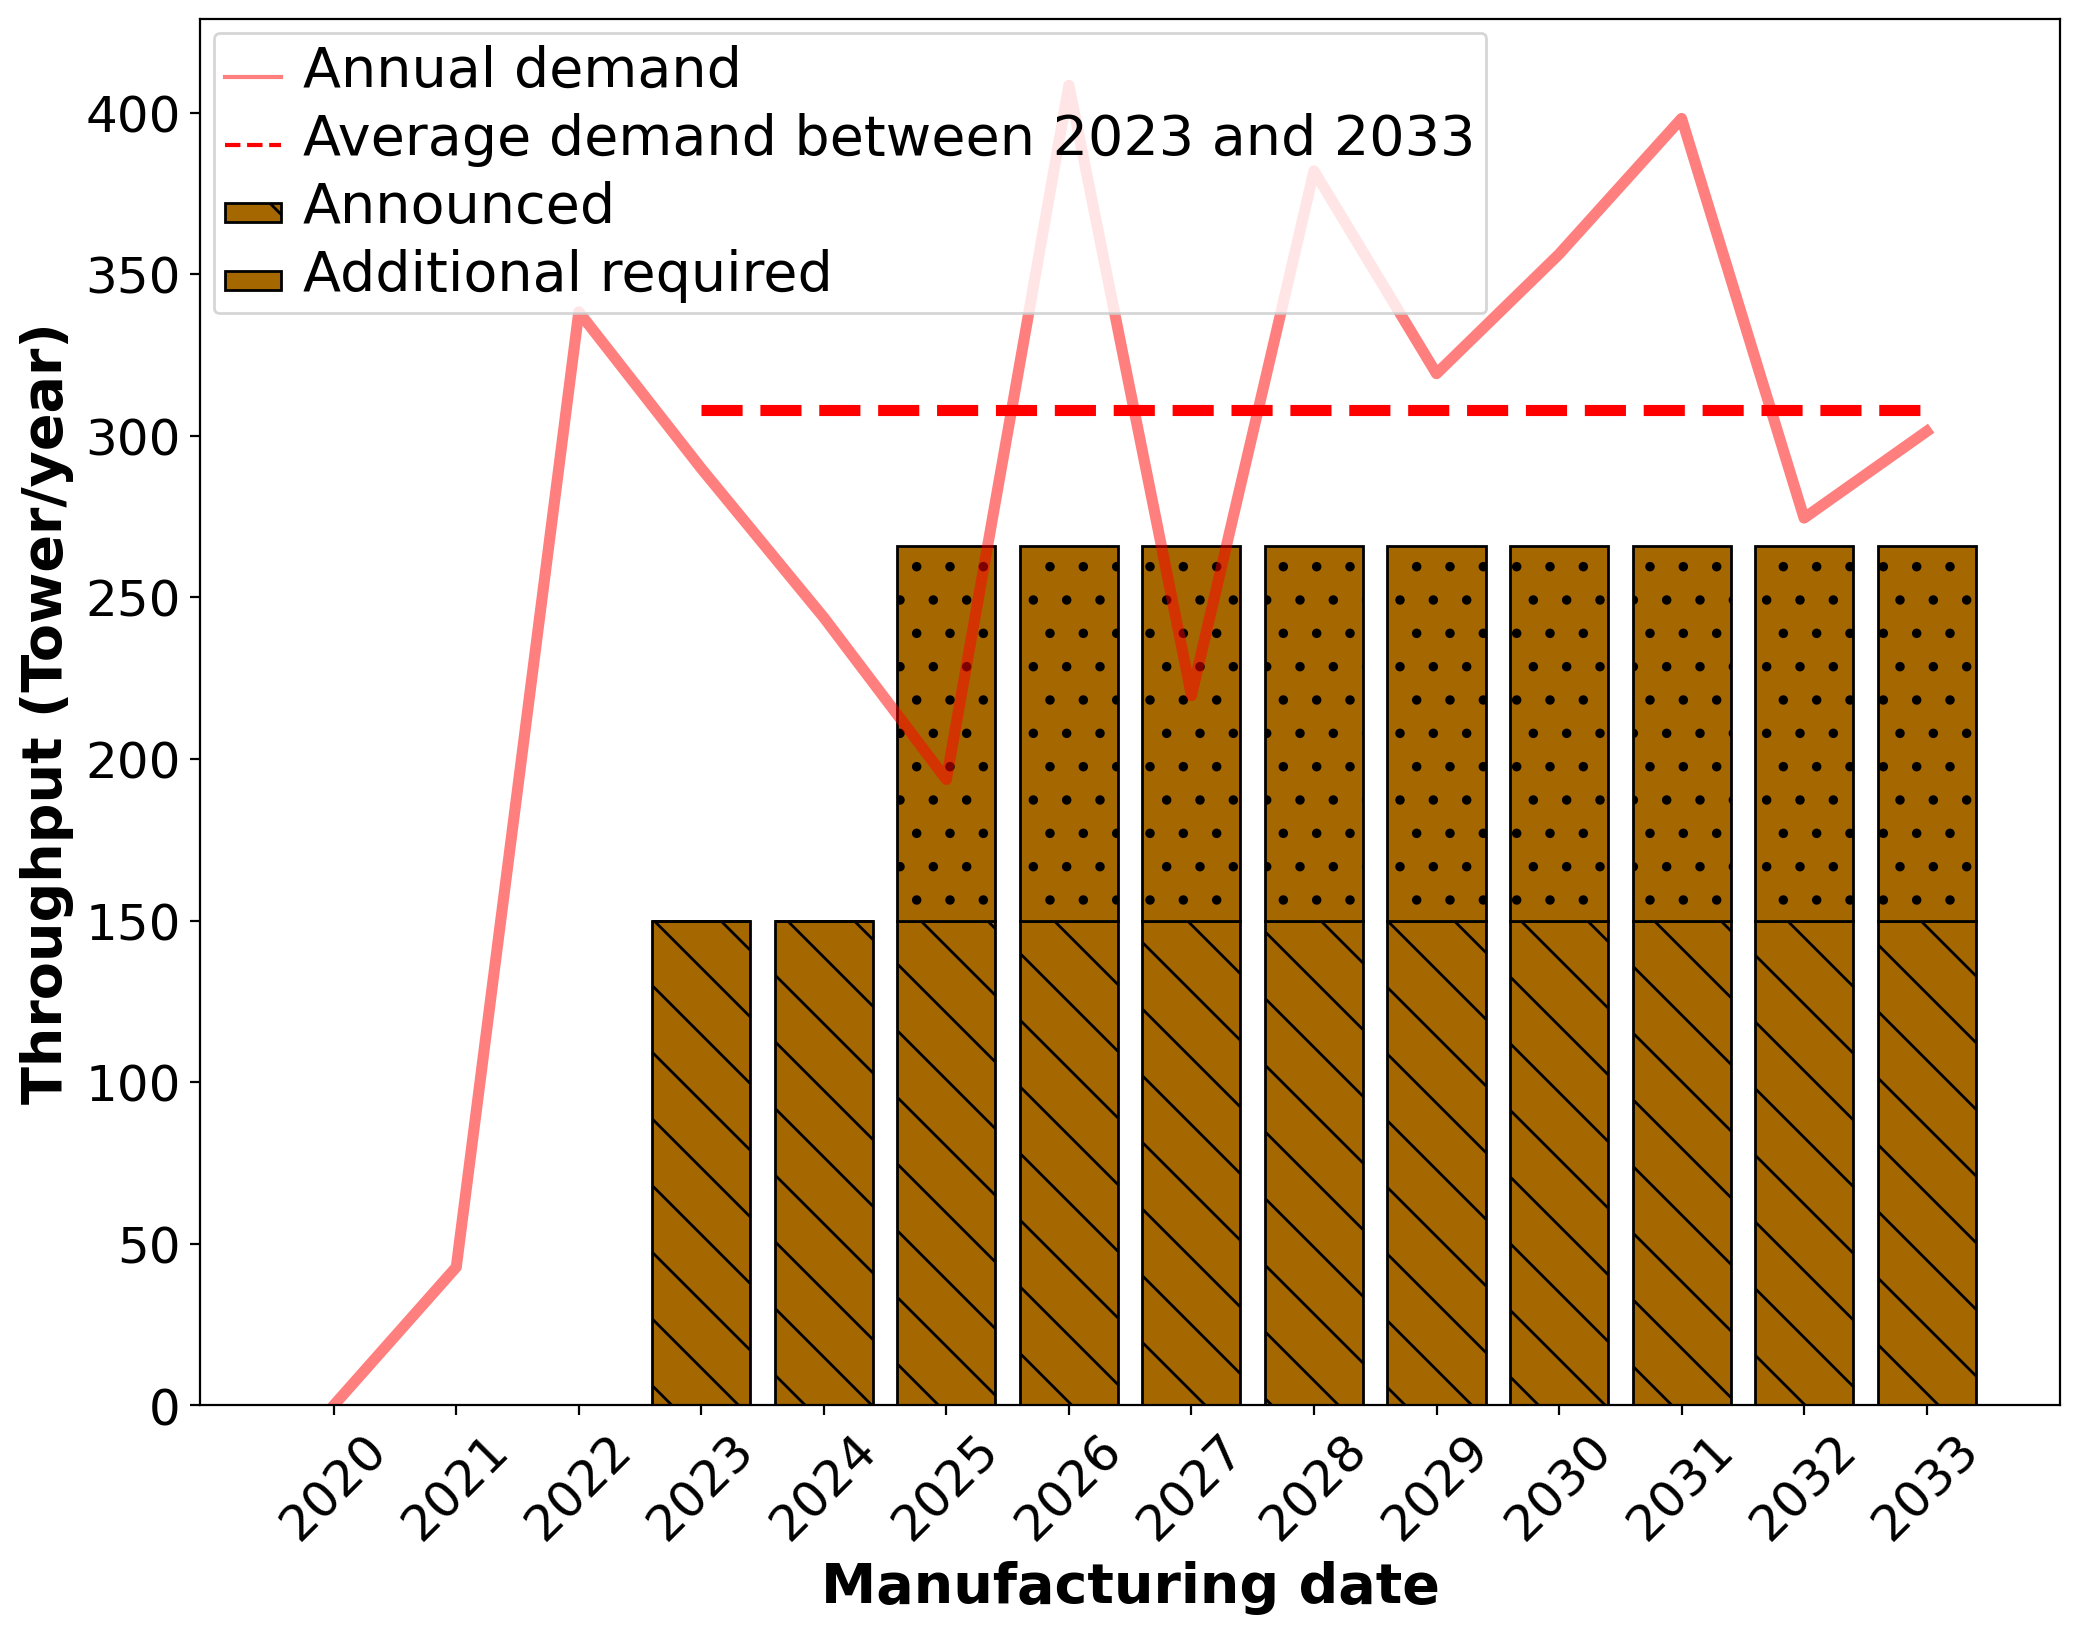 Annual demand
Average demand between 2023 and 2033
Announced
Additional required
Throughput (Tower/year)
400
350
300
250
200
150
100
50
0
2020 2021 2022 2023 2024 2025 2026 2027 2028 2029 2030 2031 2032 2033
Manufacturing date